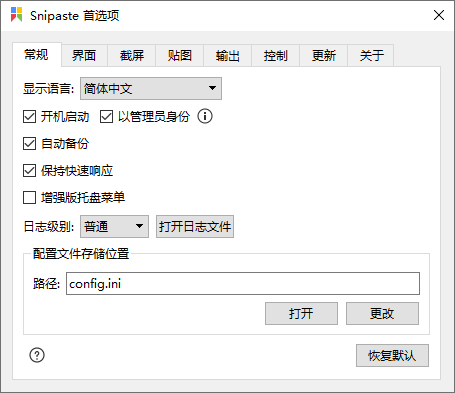 Snipaste 首选项
常规 界面 截屏 贴图 输出 控制 更新 关于
显示语言: 简体中文
开机启动 以管理员身份
自动备份
保持快速响应
增强版托盘菜单
日志级别: 普通 打开日志文件
配置文件存储位置
路径: config.ini
打开 更改
恢复默认